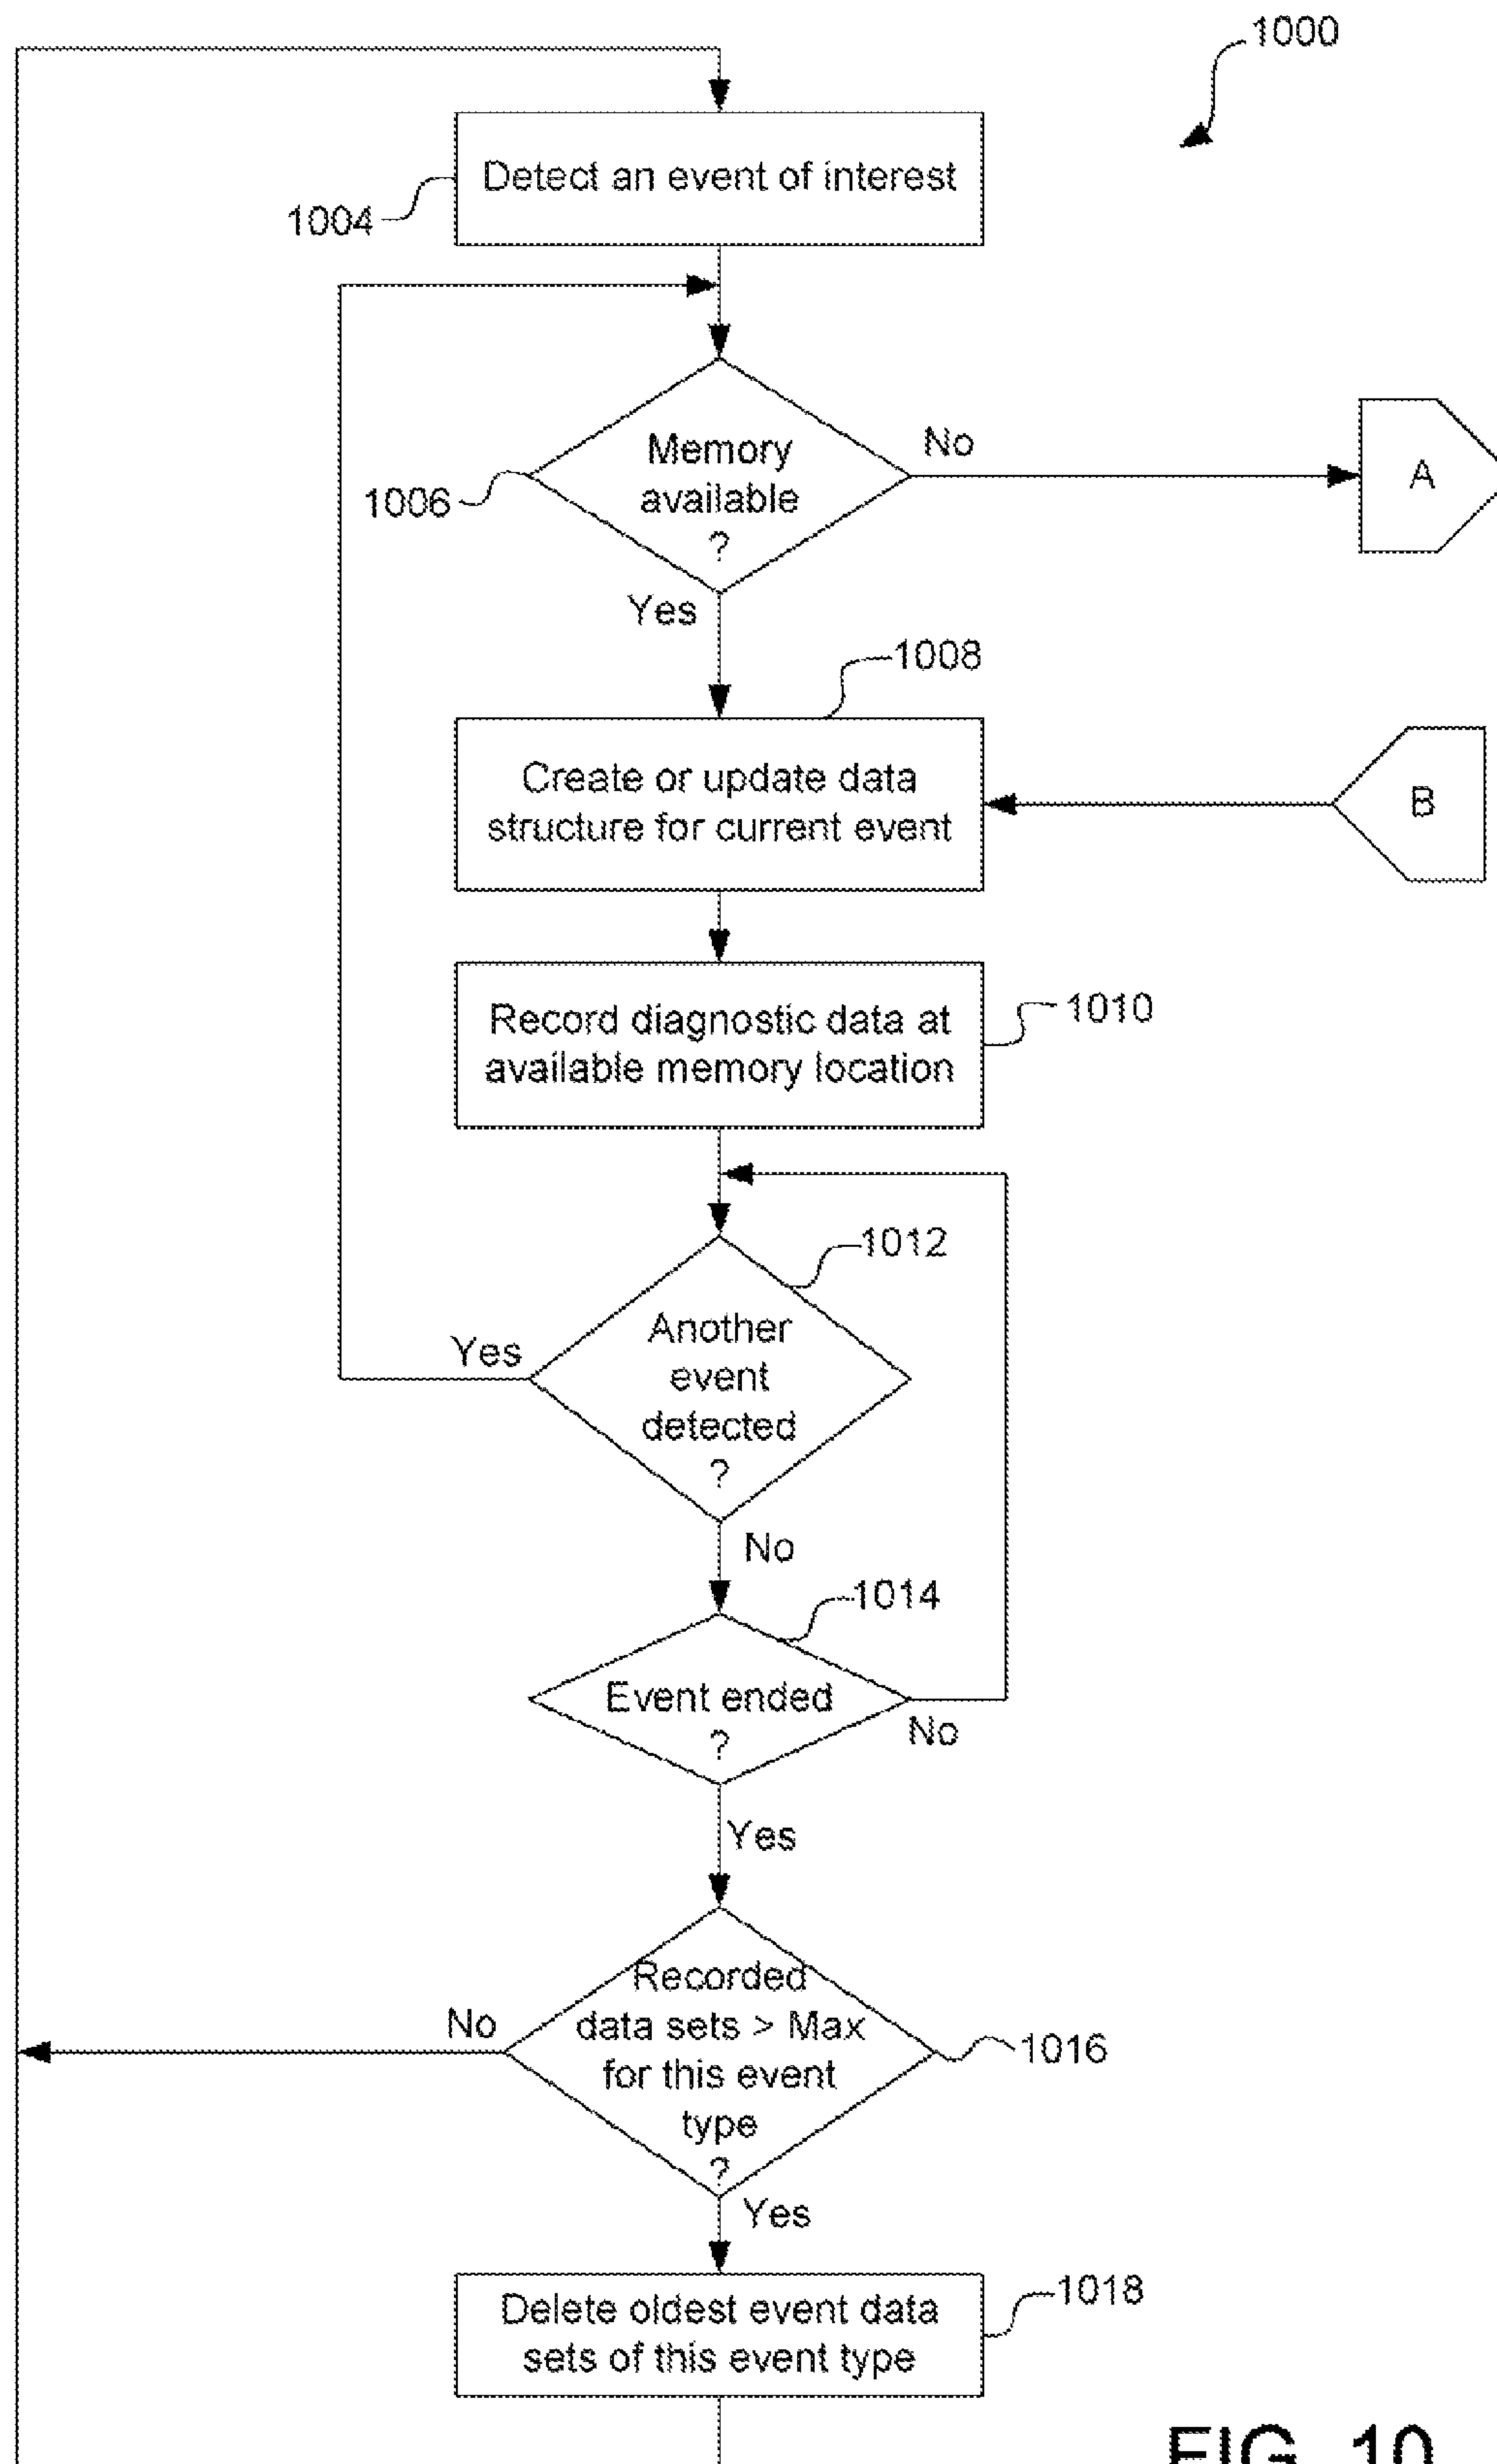 1000
Detect an event of interest
1004
Memory
available
?
No
A
1006
Yes
1008
Create or update data
structure for current event
B
Record diagnostic data at
available memory location
1010
1012
Another
event
detected
?
Yes
No
1014
Event ended
?
No
Yes
Recorded
data sets > Max
for this event
type
?
No
1016
Yes
Delete oldest event data
sets of this event type
1018
FIG. 10